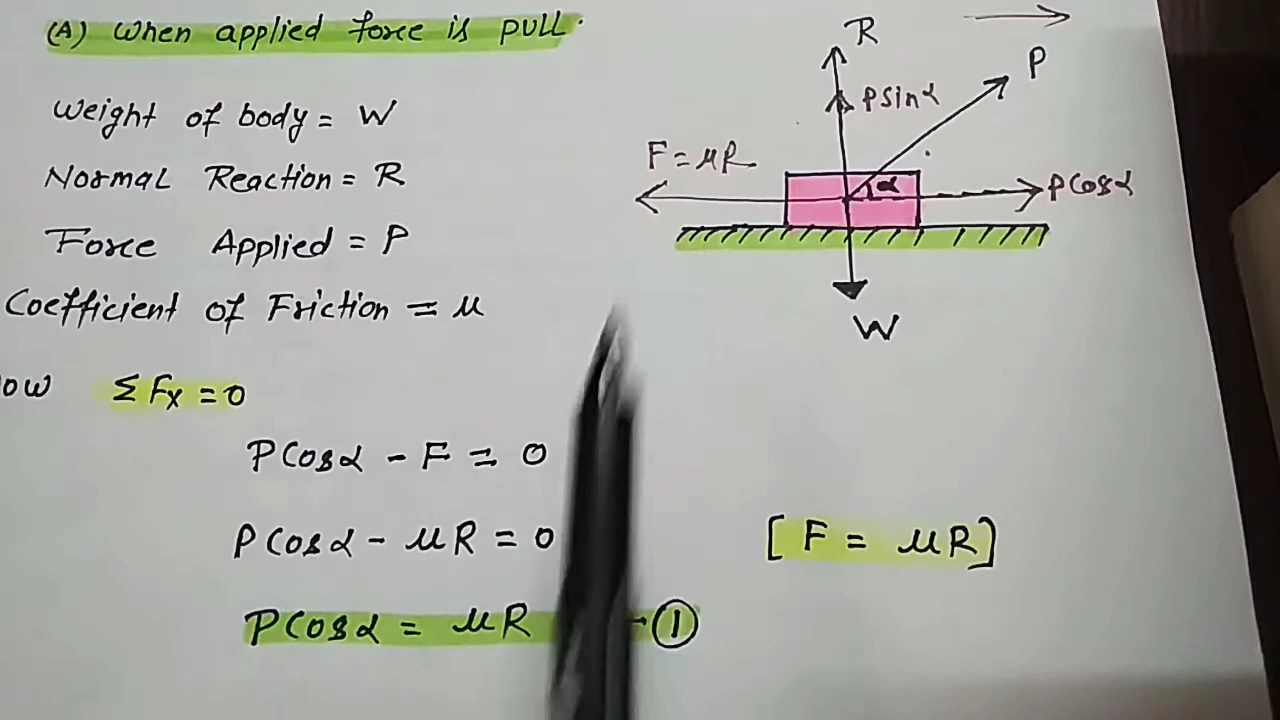 (A) When applied force is PULL.
Weight of body = W
Normal Reaction = R
Force Applied = P
Coefficient of Friction = μ
Now ΣFx = 0
PCosα - F = 0
PCosα - μR = 0
[F = μR]
PCosα = μR - ①
R
P
PSinα
F = μR
α
PCosα
W